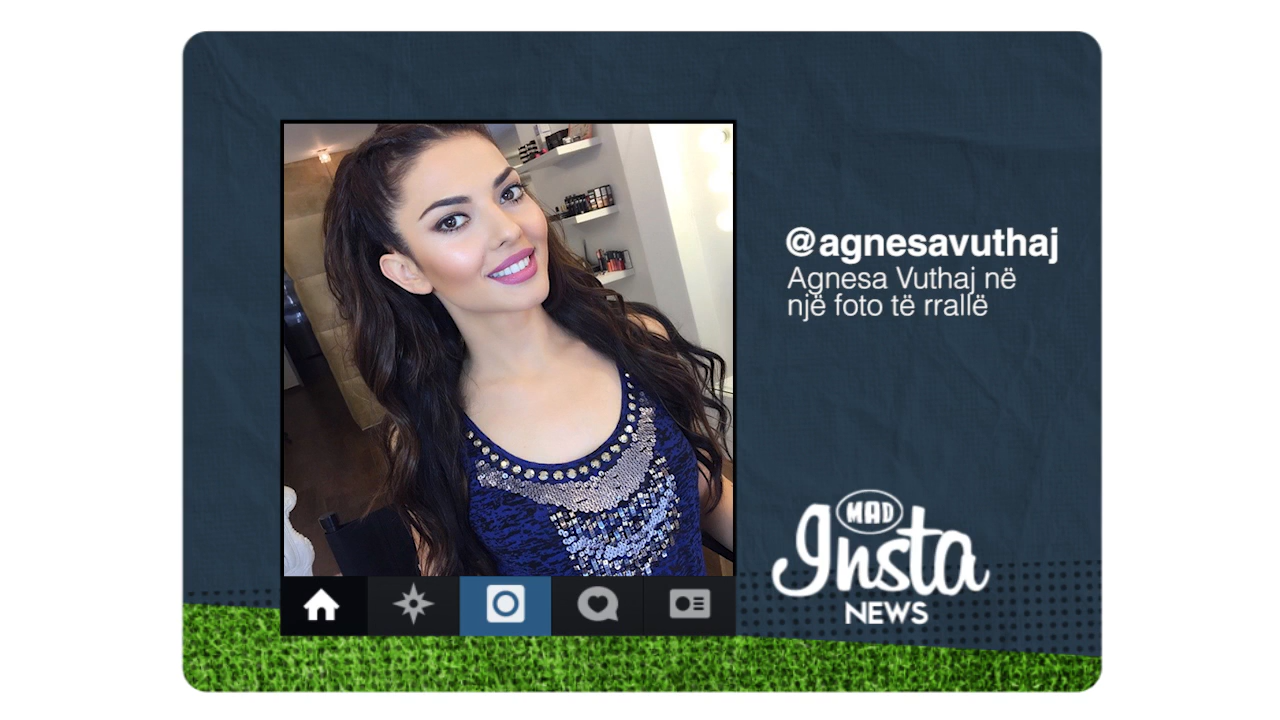 @agnesavuthaj
Agnesa Vuthaj në
një foto të rrallë
MAD
Insta
NEWS